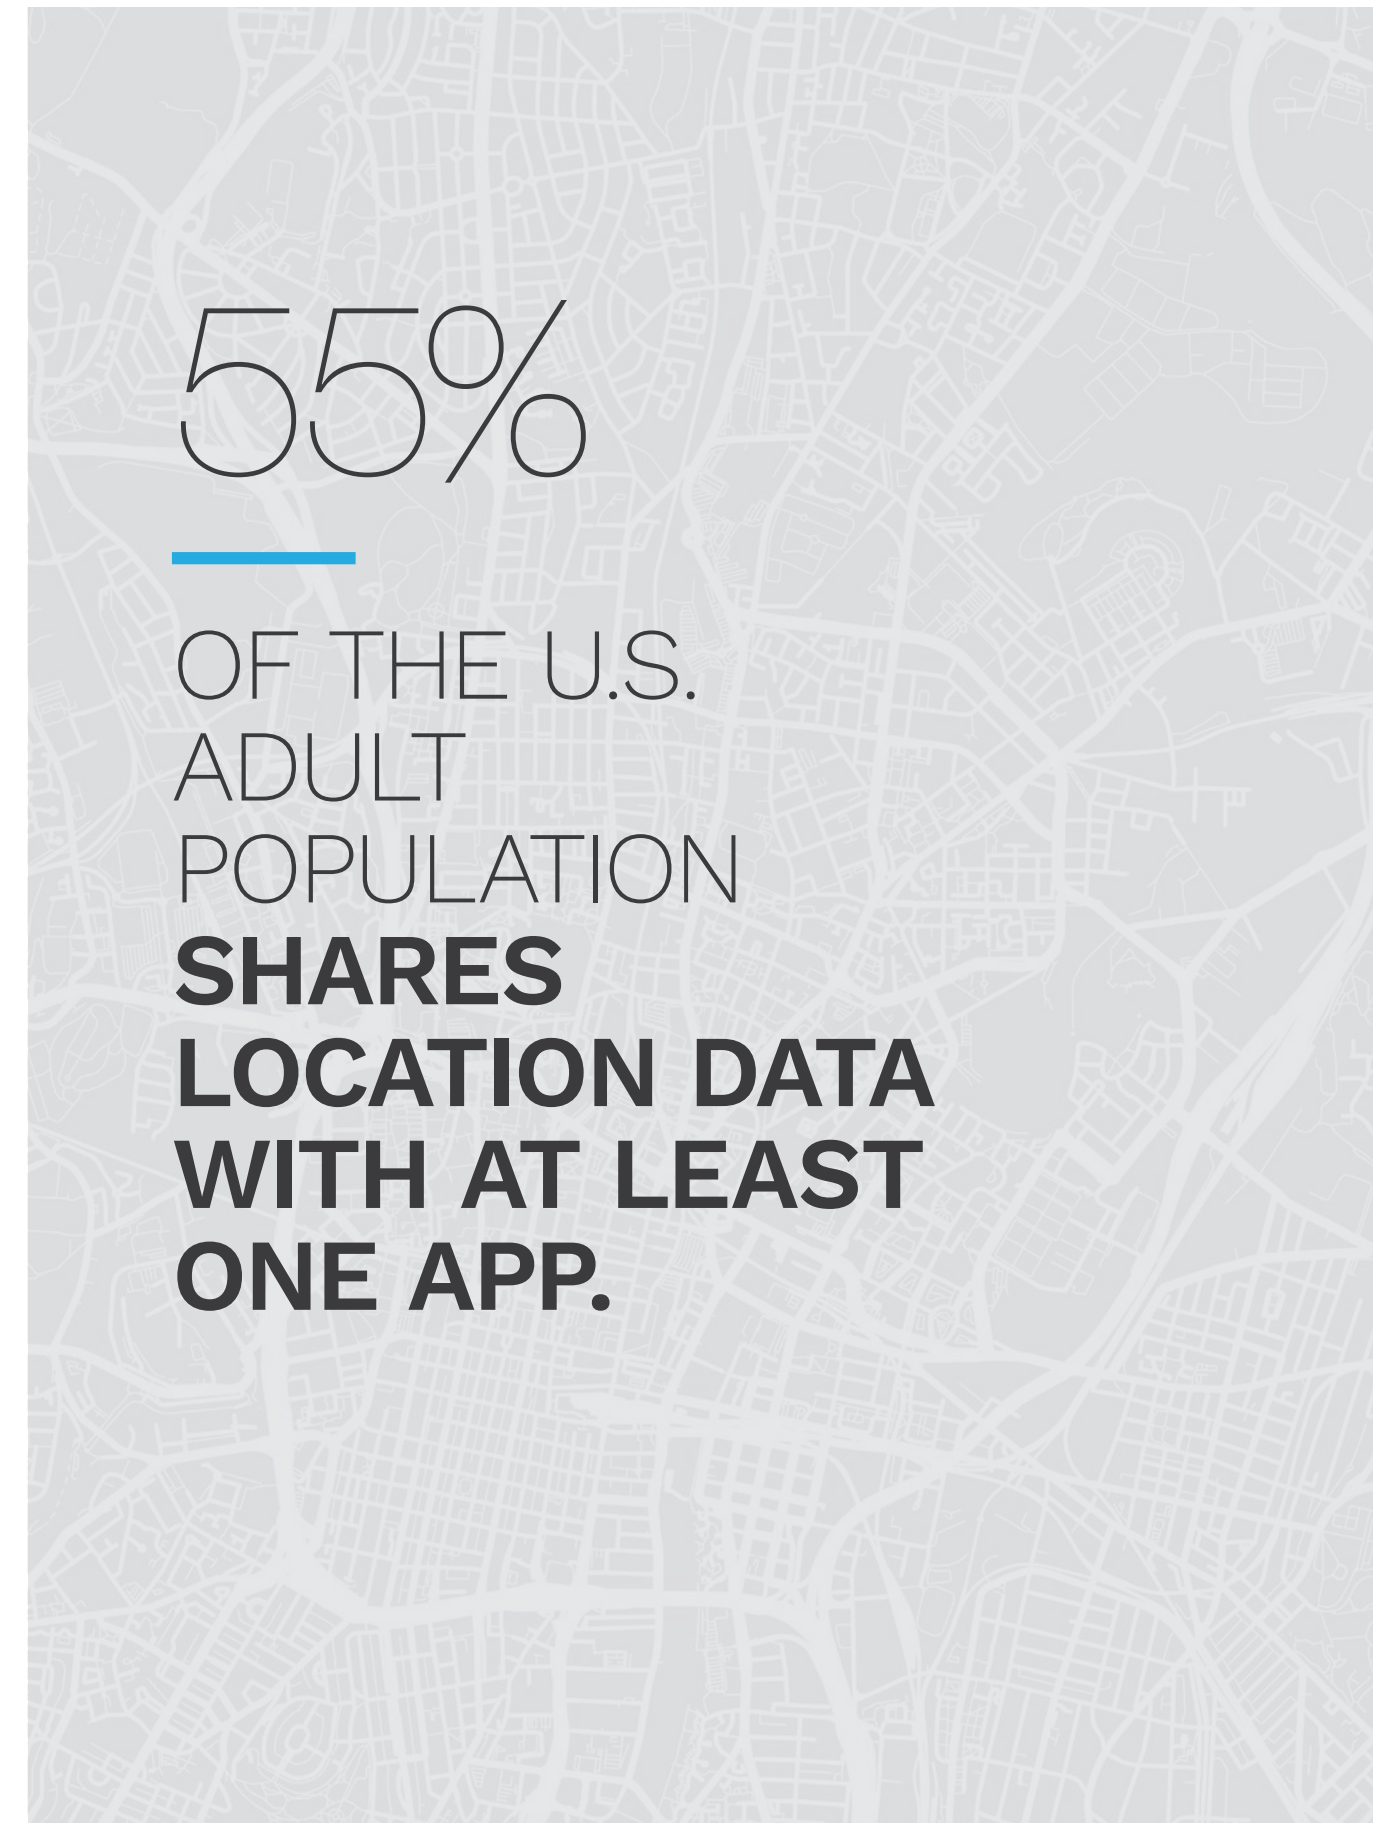 55%
OF THE U.S.
ADULT
POPULATION
SHARES
LOCATION DATA
WITH AT LEAST
ONE APP.